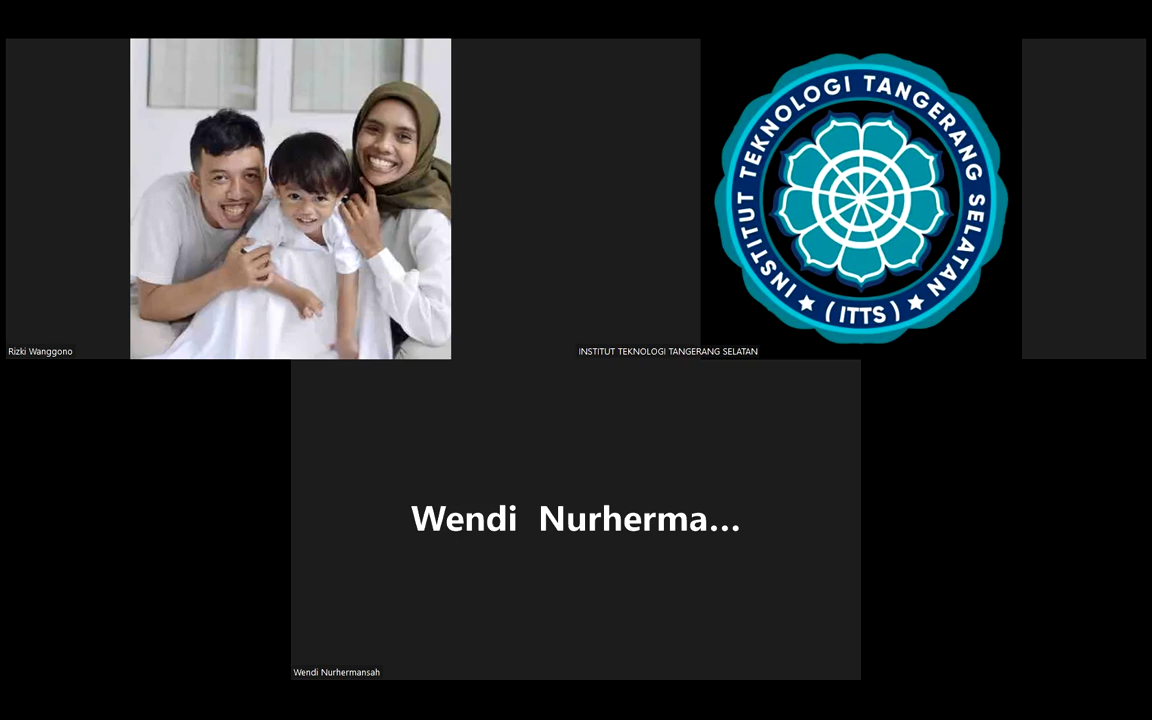 INSTITUT TEKNOLOGI TANGERANG SELATAN
( ITTS )
Rizki Wanggono
INSTITUT TEKNOLOGI TANGERANG SELATAN
Wendi Nurherma...
Wendi Nurhermansah